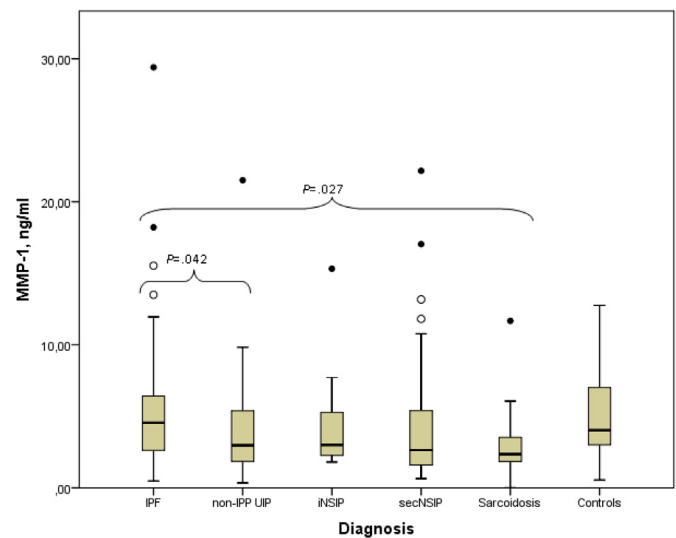 30,00
20,00
10,00
,00
MMP-1, ng/ml
P=.027
P=.042
IPF non-IPP UIP iNSIP secNSIP Sarcoidosis Controls
Diagnosis